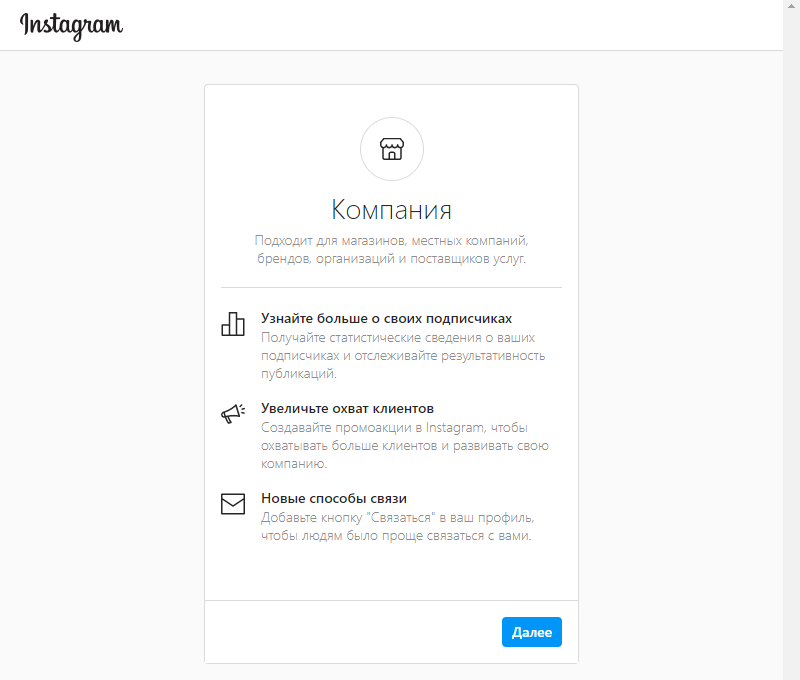 Instagram
Компания
Подходит для магазинов, местных компаний,
брендов, организаций и поставщиков услуг.
Узнайте больше о своих подписчиках
Получайте статистические сведения о ваших
подписчиках и отслеживайте результативность
публикаций.
Увеличьте охват клиентов
Создавайте промоакции в Instagram, чтобы
охватывать больше клиентов и развивать свою
компанию.
Новые способы связи
Добавьте кнопку "Связаться" в ваш профиль,
чтобы людям было проще связаться с вами.
Далее